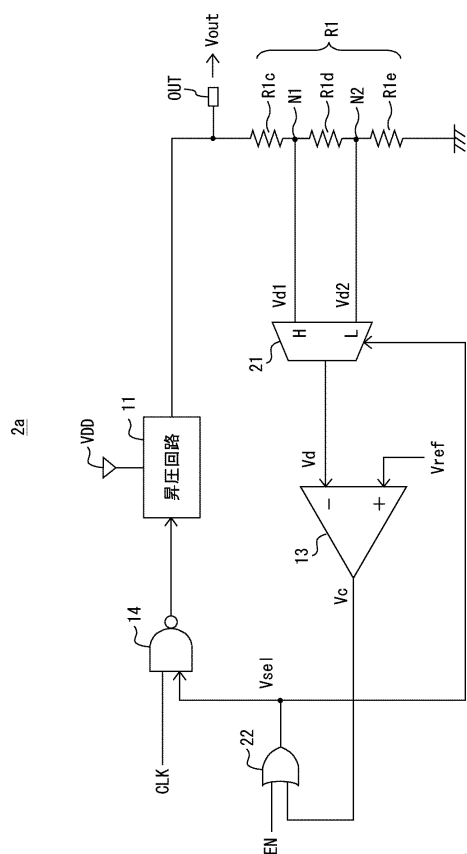 2a
VDD
11
昇圧回路
OUT
Vout
R1
R1c
N1
R1d
N2
R1e
14
CLK
Vsel
22
EN
Vc
13
Vd
Vref
-
+
21
H
L
Vd1
Vd2